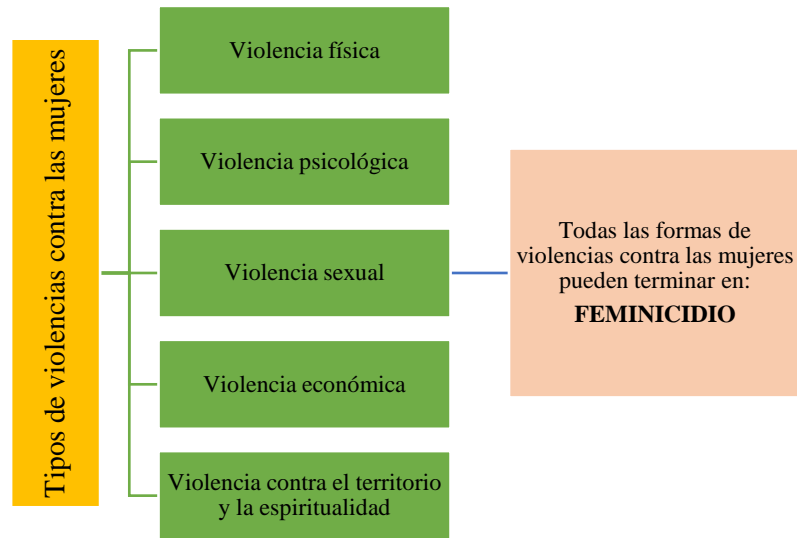 Tipos de violencias contra las mujeres
Violencia física
Violencia psicológica
Violencia sexual
Violencia económica
Violencia contra el territorio
y la espiritualidad
Todas las formas de
violencias contra las mujeres
pueden terminar en:
FEMINICIDIO